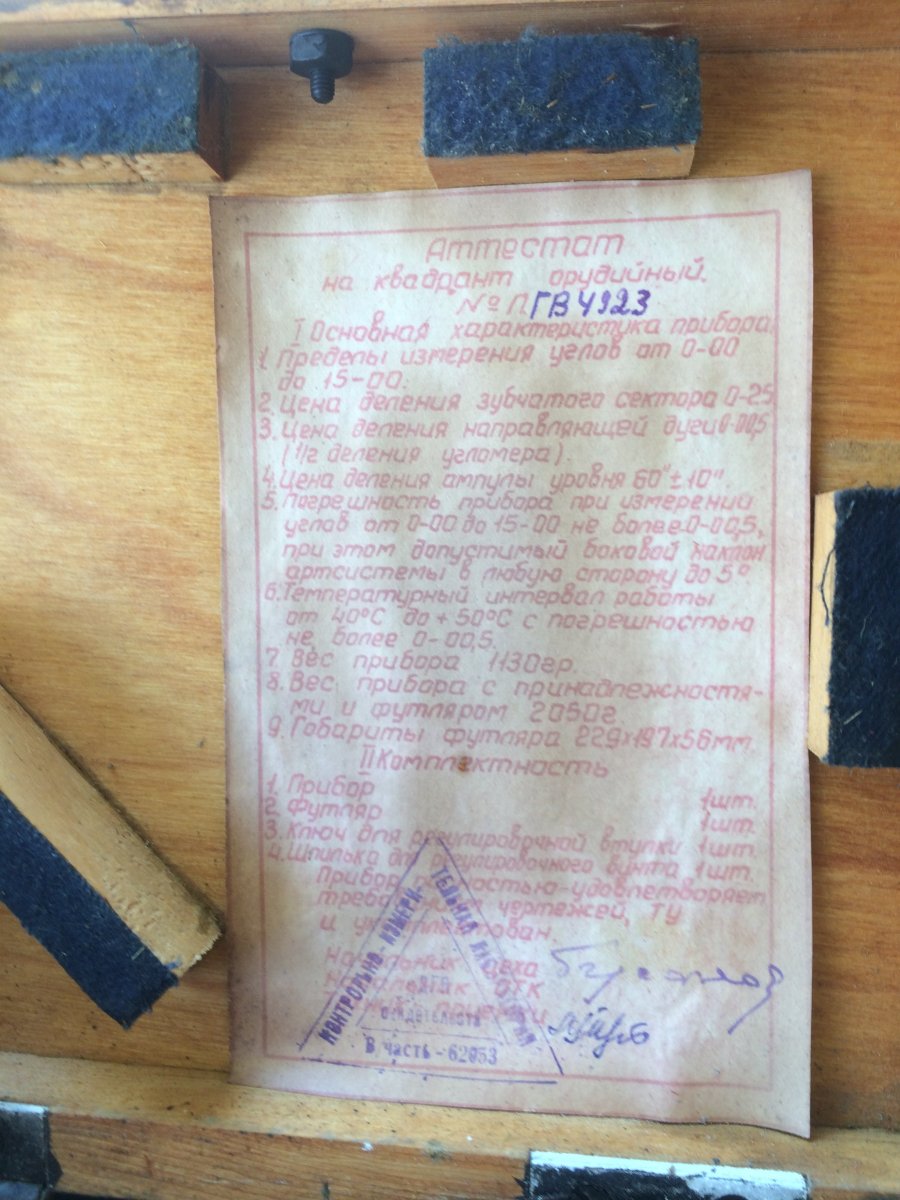 Аттестат
на квадрант орудийный.
№ П ГВ4923
I Основная характеристика прибора
1. Пределы измерения углов от 0-00
до 15-00.
2. Цена деления зубчатого сектора 0-25
3. Цена деления направляющей дуги 0-00,5
(1/2 деления угломера).
4. Цена деления ампулы уровня 60"±10".
5. Погрешность прибора при измерении
углов от 0-00 до 15-00 не более 0-00,5,
при этом допустимый боковой наклон
артсистемы в любую сторону до 5°
6. Температурный интервал работы
от 40°С до +50°С с погрешностью
не более 0-00,5.
7. Вес прибора 1130гр.
8. Вес прибора с принадлежностя-
ми и футляром 2050г
9. Габариты футляра 229х197х56мм.
II Комплектность
1. Прибор 1шт.
2. Футляр 1шт
3. Ключ для регулировочной втулки 1шт.
4. Шпилька для регулировочного винта 1шт.
Прибор удовлетворяет
чертежей, ТУ
и
Начальник цеха
ОТК
КОНТРОЛЬНО-ИЗМЕРИ-
ТЕЛЬНАЯ
В часть - 62053